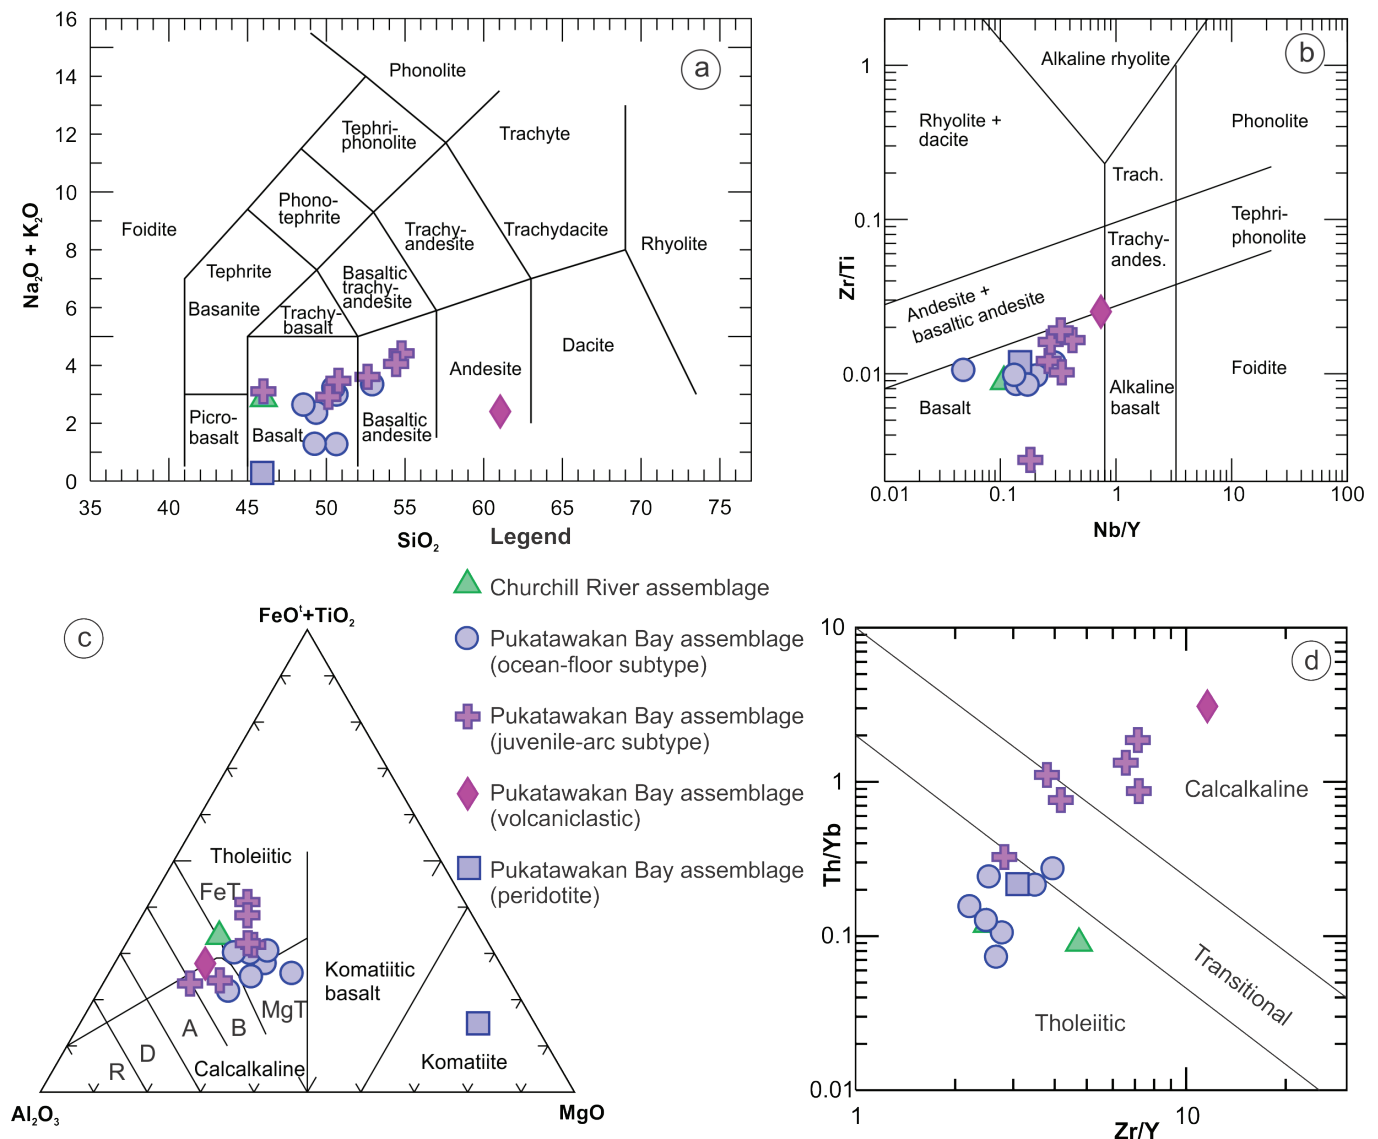 a
Na₂O + K₂O
16
14
12
10
8
6
4
2
0
35
40
45
50
55
60
65
70
75
SiO₂
Phonolite
Tephri-
phonolite
Trachyte
Phono-
tephrite
Foidite
Trachy-
andesite
Trachydacite
Rhyolite
Tephrite
Basanite
Basaltic
trachy-
andesite
Trachy-
basalt
Dacite
Andesite
Picro-
basalt
Basalt
Basaltic
andesite
b
Zr/Ti
1
0.1
0.01
0.01
0.1
1
10
100
Nb/Y
Alkaline rhyolite
Rhyolite +
dacite
Phonolite
Trach.
Tephri-
phonolite
Trachy-
andes.
Andesite +
basaltic andesite
Foidite
Basalt
Alkaline
basalt
Legend
Churchill River assemblage
Pukatawakan Bay assemblage
(ocean-floor subtype)
Pukatawakan Bay assemblage
(juvenile-arc subtype)
Pukatawakan Bay assemblage
(volcaniclastic)
Pukatawakan Bay assemblage
(peridotite)
c
FeOᵗ+TiO₂
Tholeiitic
FeT
Komatiitic
basalt
MgT
A
B
D
R
Calcalkaline
Komatiite
Al₂O₃
MgO
d
Th/Yb
10
1
0.1
0.01
1
10
Zr/Y
Calcalkaline
Transitional
Tholeiitic